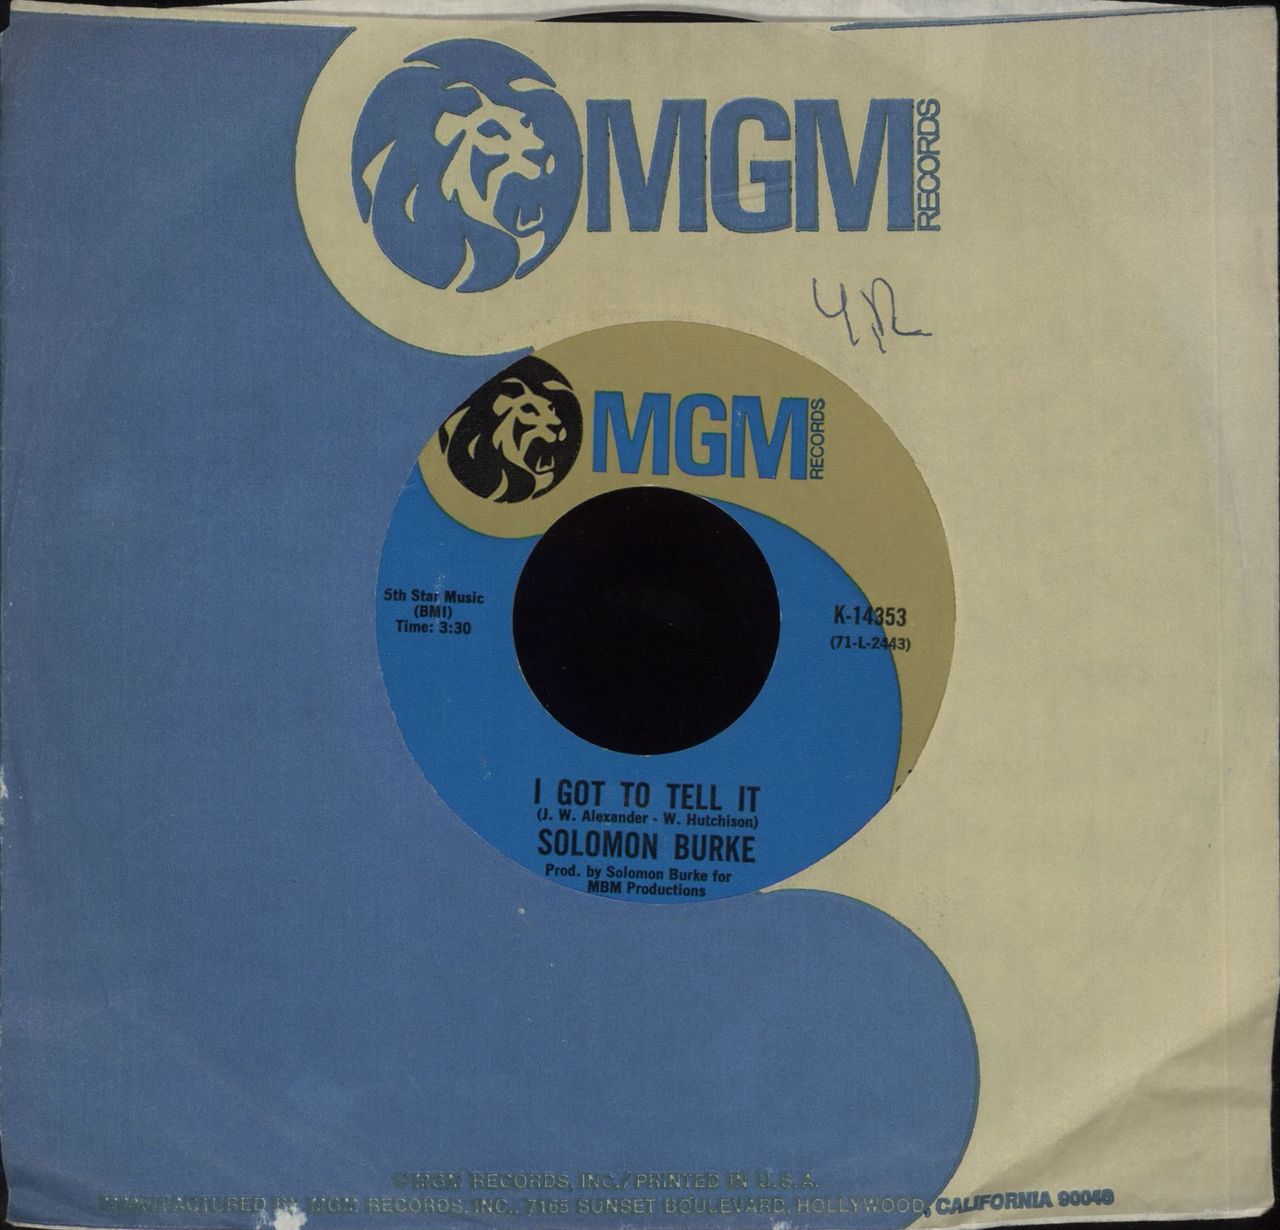 MGM
RECORDS
MGM
RECORDS
5th Star Music
(BMI)
Time: 3:30
K-14353
(71-L-2443)
I GOT TO TELL IT
(J. W. Alexander - W. Hutchison)
SOLOMON BURKE
Prod. by Solomon Burke for
MBM Productions
©MGM RECORDS, INC./PRINTED IN U.S.A.
MANUFACTURED BY MGM RECORDS, INC., 7165 SUNSET BOULEVARD, HOLLYWOOD, CALIFORNIA 90046